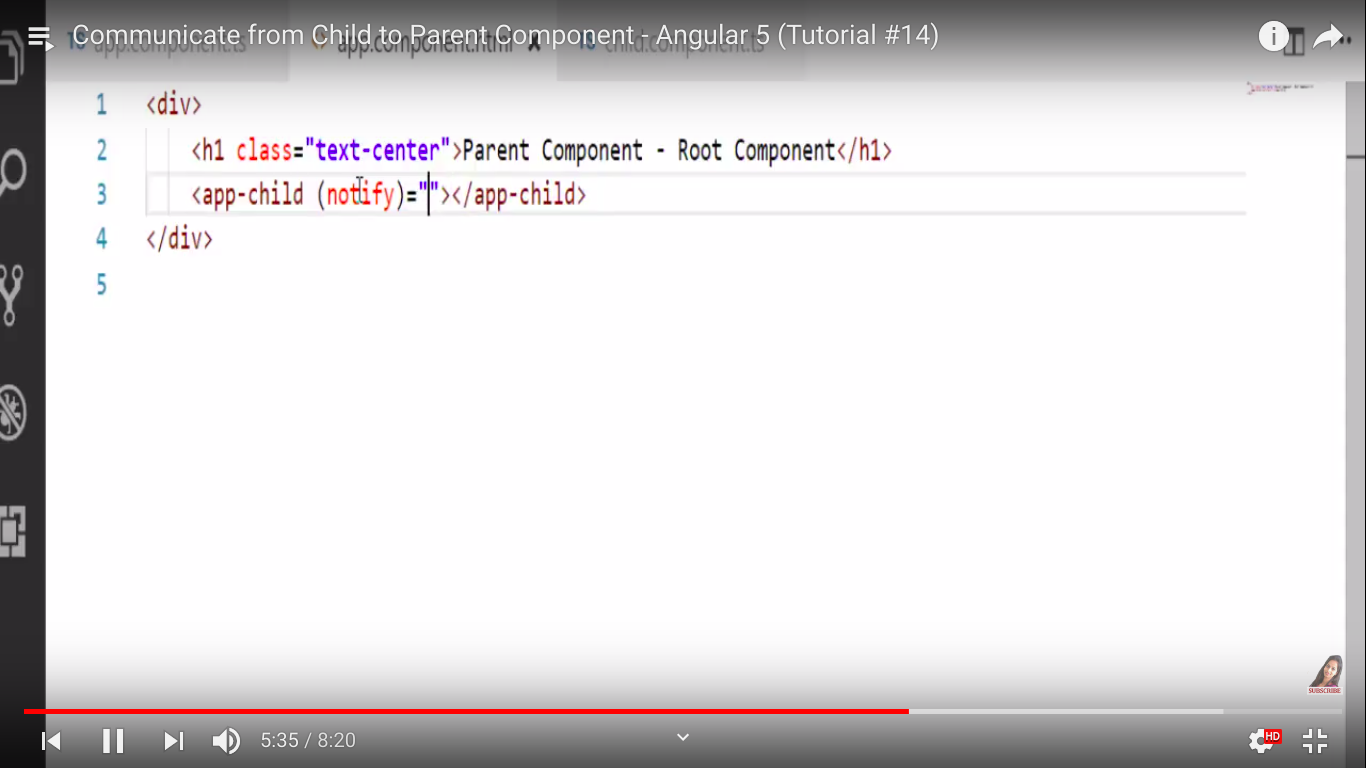 Communicate from Child to Parent Component - Angular 5 (Tutorial #14)
TS app.component.ts <> app.component.html x TS child.component.ts
1 <div>
2 <h1 class="text-center">Parent Component - Root Component</h1>
3 <app-child (notify)=""></app-child>
4 </div>
5
SUBSCRIBE
5:35 / 8:20
HD